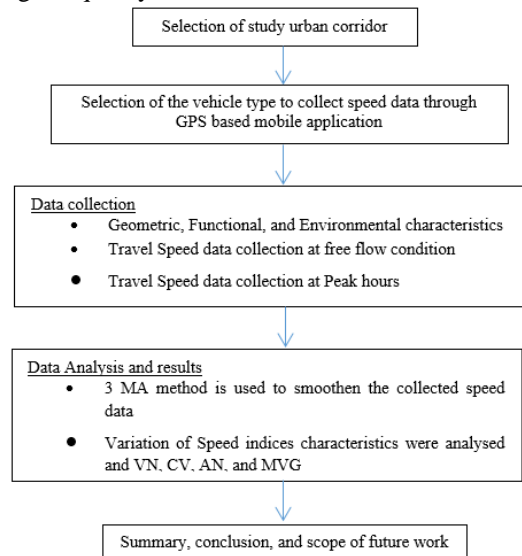 Selection of study urban corridor
Selection of the vehicle type to collect speed data through
GPS based mobile application
Data collection
• Geometric, Functional, and Environmental characteristics
• Travel Speed data collection at free flow condition
• Travel Speed data collection at Peak hours
Data Analysis and results
• 3 MA method is used to smoothen the collected speed
data
• Variation of Speed indices characteristics were analysed
and VN, CV, AN, and MVG
Summary, conclusion, and scope of future work